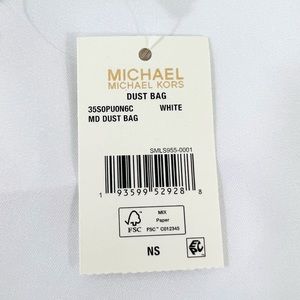 MICHAEL
MICHAEL KORS
DUST BAG
35S0PU0N6C WHITE
MD DUST BAG
SMLS955-0001
1 93599 52928 8
MIX
Paper
FSC FSC™ C012345
NS